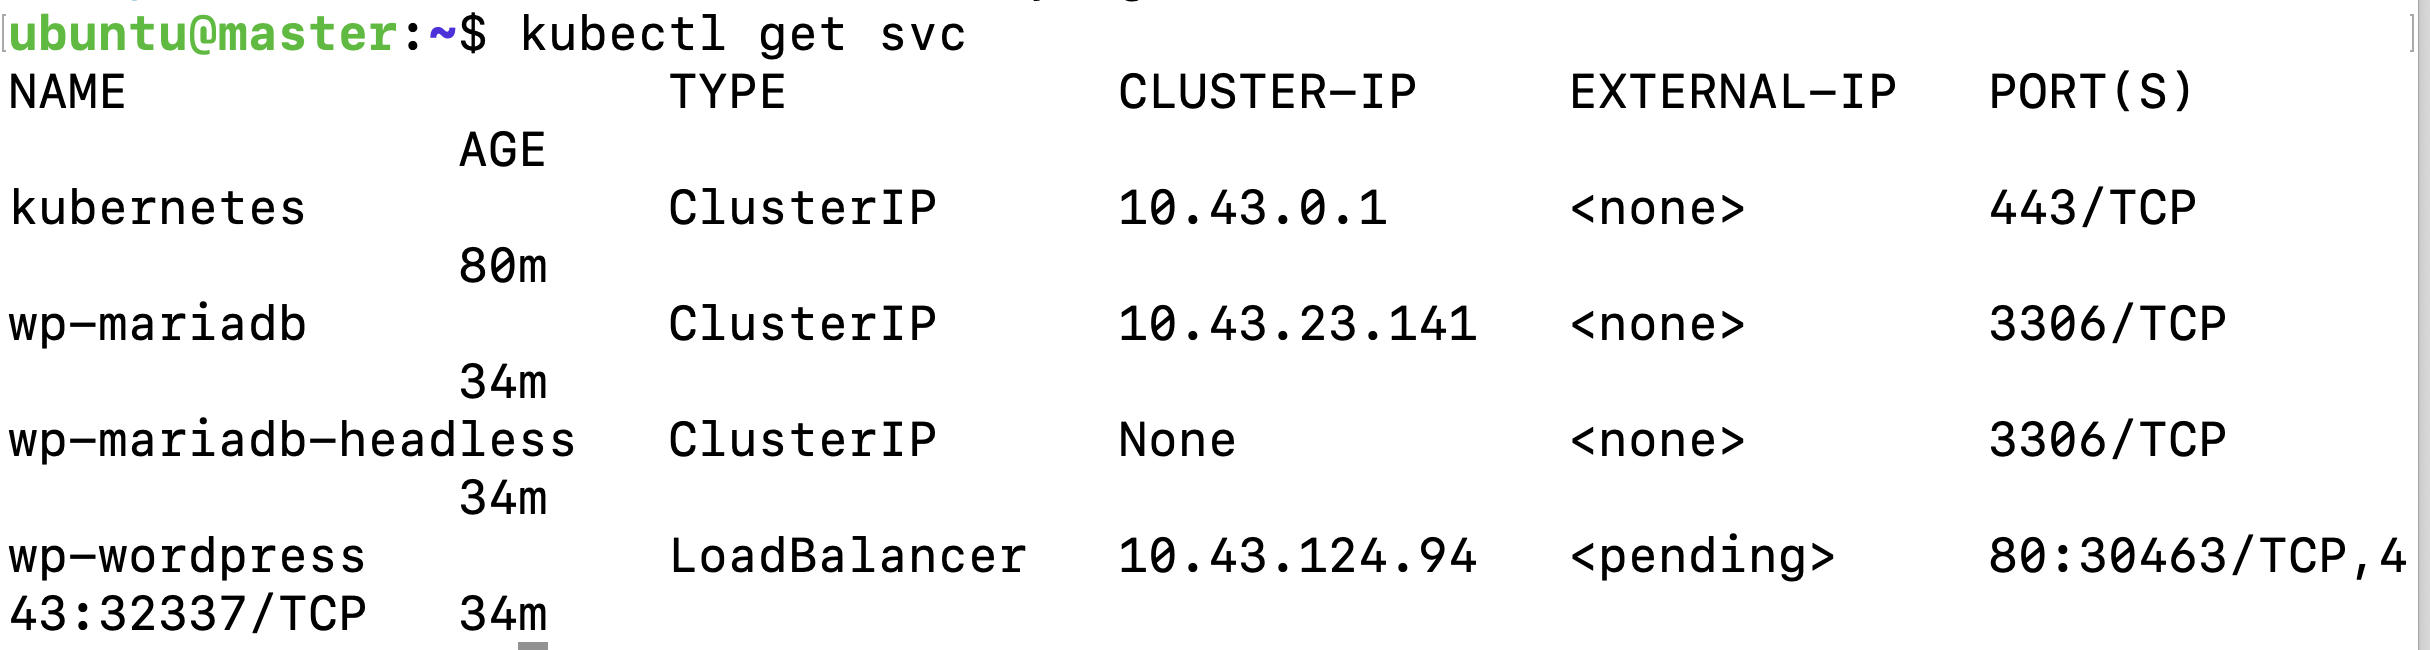 ubuntu@master:~$ kubectl get svc
NAME                  TYPE           CLUSTER-IP     EXTERNAL-IP   PORT(S)
               AGE
kubernetes            ClusterIP      10.43.0.1      <none>        443/TCP
               80m
wp-mariadb            ClusterIP      10.43.23.141   <none>        3306/TCP
               34m
wp-mariadb-headless   ClusterIP      None           <none>        3306/TCP
               34m
wp-wordpress          LoadBalancer   10.43.124.94   <pending>     80:30463/TCP,4
43:32337/TCP   34m